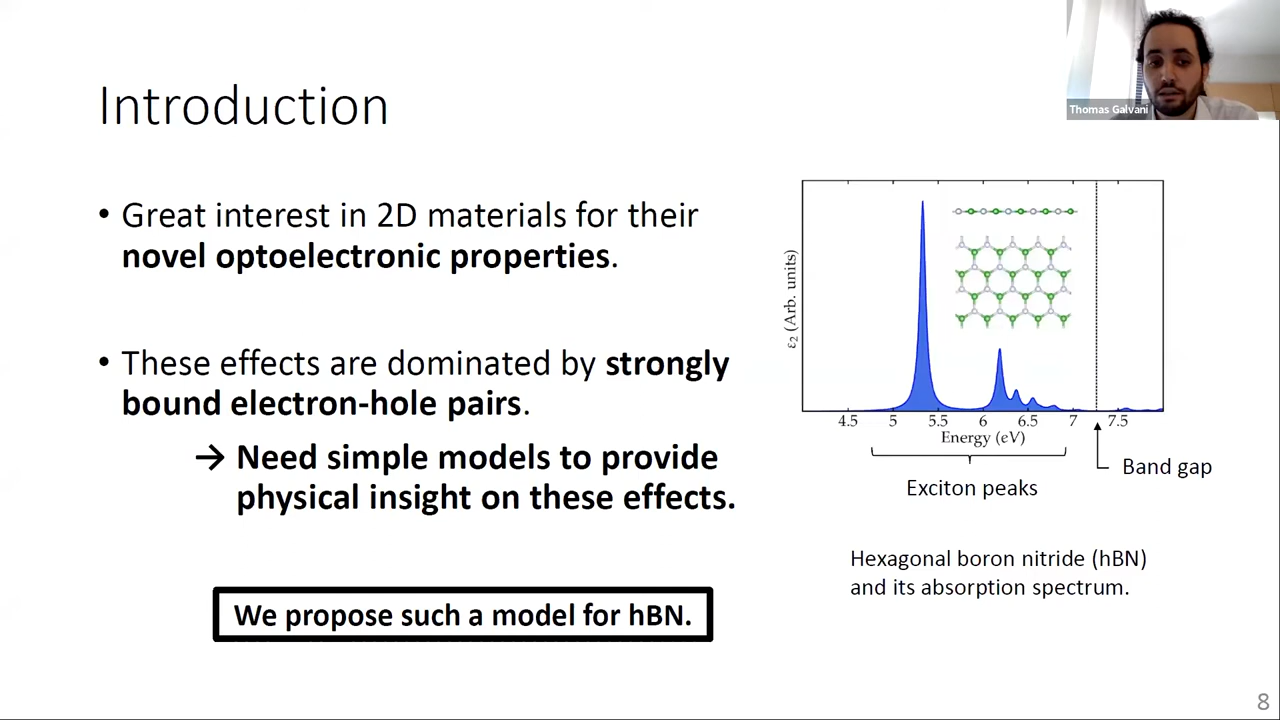 Thomas Galvani
Introduction
• Great interest in 2D materials for their
novel optoelectronic properties.
• These effects are dominated by strongly
bound electron-hole pairs.
→ Need simple models to provide
physical insight on these effects.
We propose such a model for hBN.
ε₂ (Arb. units)
4.5 5 5.5 6 6.5 7 7.5
Energy (eV)
Band gap
Exciton peaks
Hexagonal boron nitride (hBN)
and its absorption spectrum.
8